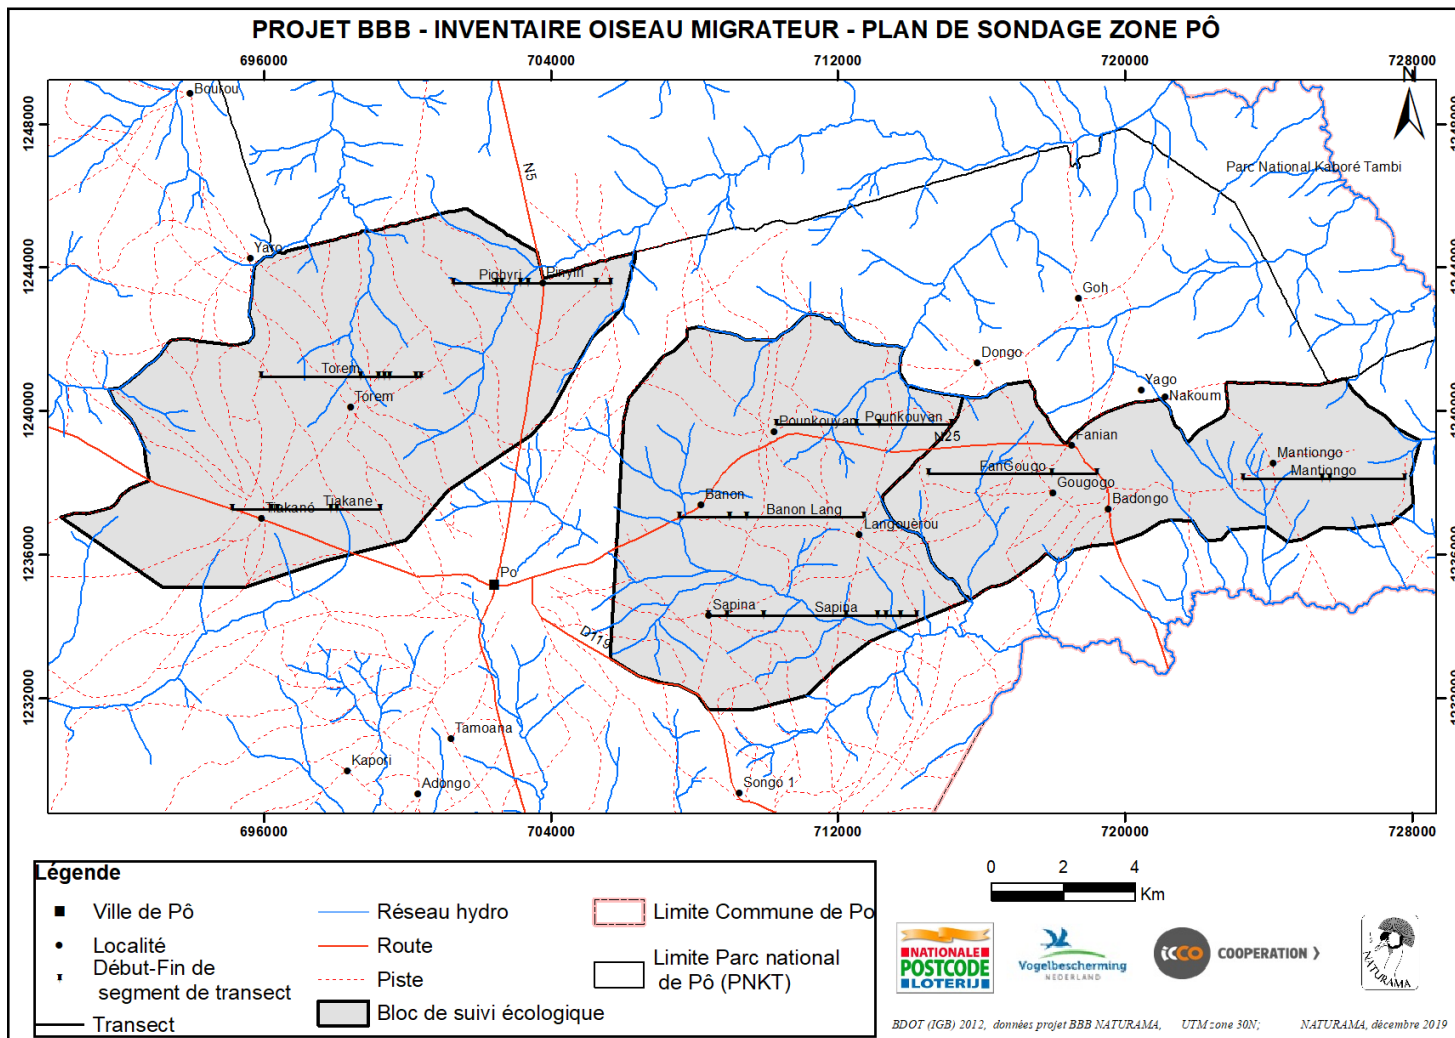 PROJET BBB - INVENTAIRE OISEAU MIGRATEUR - PLAN DE SONDAGE ZONE PÔ
696000 704000 712000 720000 728000
N
Bourou
1248000
N5
Parc National Kaboré Tambi
Yaro
1244000
Pighyri Pinyiri
Goh
Dongo
Torem
Yago
Nakoum
1240000
Torem
Pounkouyan Pounkouyan
N25
Fanian
FanGougo
Mantiongo
Mantiongo
Gougogo
Banon
Tiakané Tiakane
Banon Lang
Badongo
Langouèrou
1236000
Po
Sapina Sapina
D119
1232000
Tamoana
Kapori
Adongo
Songo 1
696000 704000 712000 720000 728000
Légende
Ville de Pô
Localité
Début-Fin de
segment de transect
Transect
Réseau hydro
Route
Piste
Bloc de suivi écologique
Limite Commune de Po
Limite Parc national
de Pô (PNKT)
0 2 4
Km
NATIONALE
POSTCODE
LOTERIJ
Vogelbescherming
NEDERLAND
icco COOPERATION
NATURAMA
BDOT (IGB) 2012, données projet BBB NATURAMA, UTM zone 30N; NATURAMA, décembre 2019